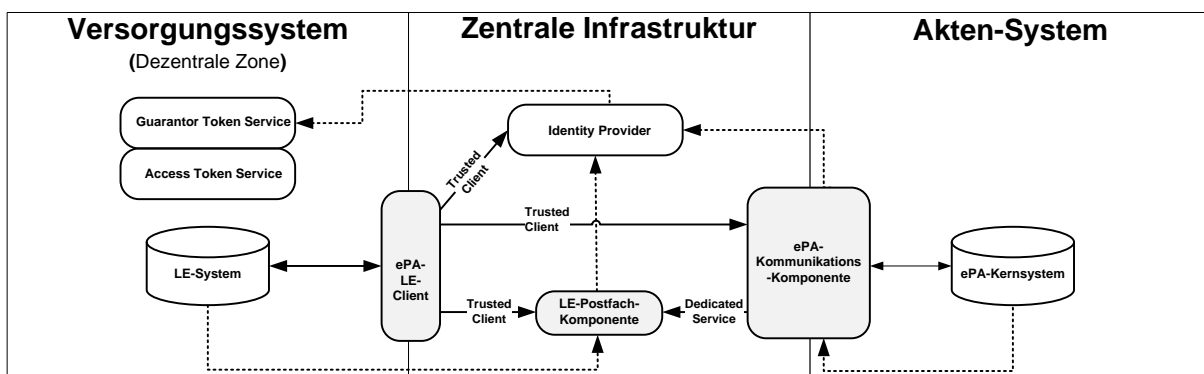 Versorgungssystem
(Dezentrale Zone)
Zentrale Infrastruktur
Akten-System
Guarantor Token Service
Access Token Service
Identity Provider
Trusted
Client
Trusted
Client
LE-System
ePA-
LE-
Client
ePA-
Kommunikations
-Komponente
ePA-Kernsystem
Trusted
Client
LE-Postfach-
Komponente
Dedicated
Service